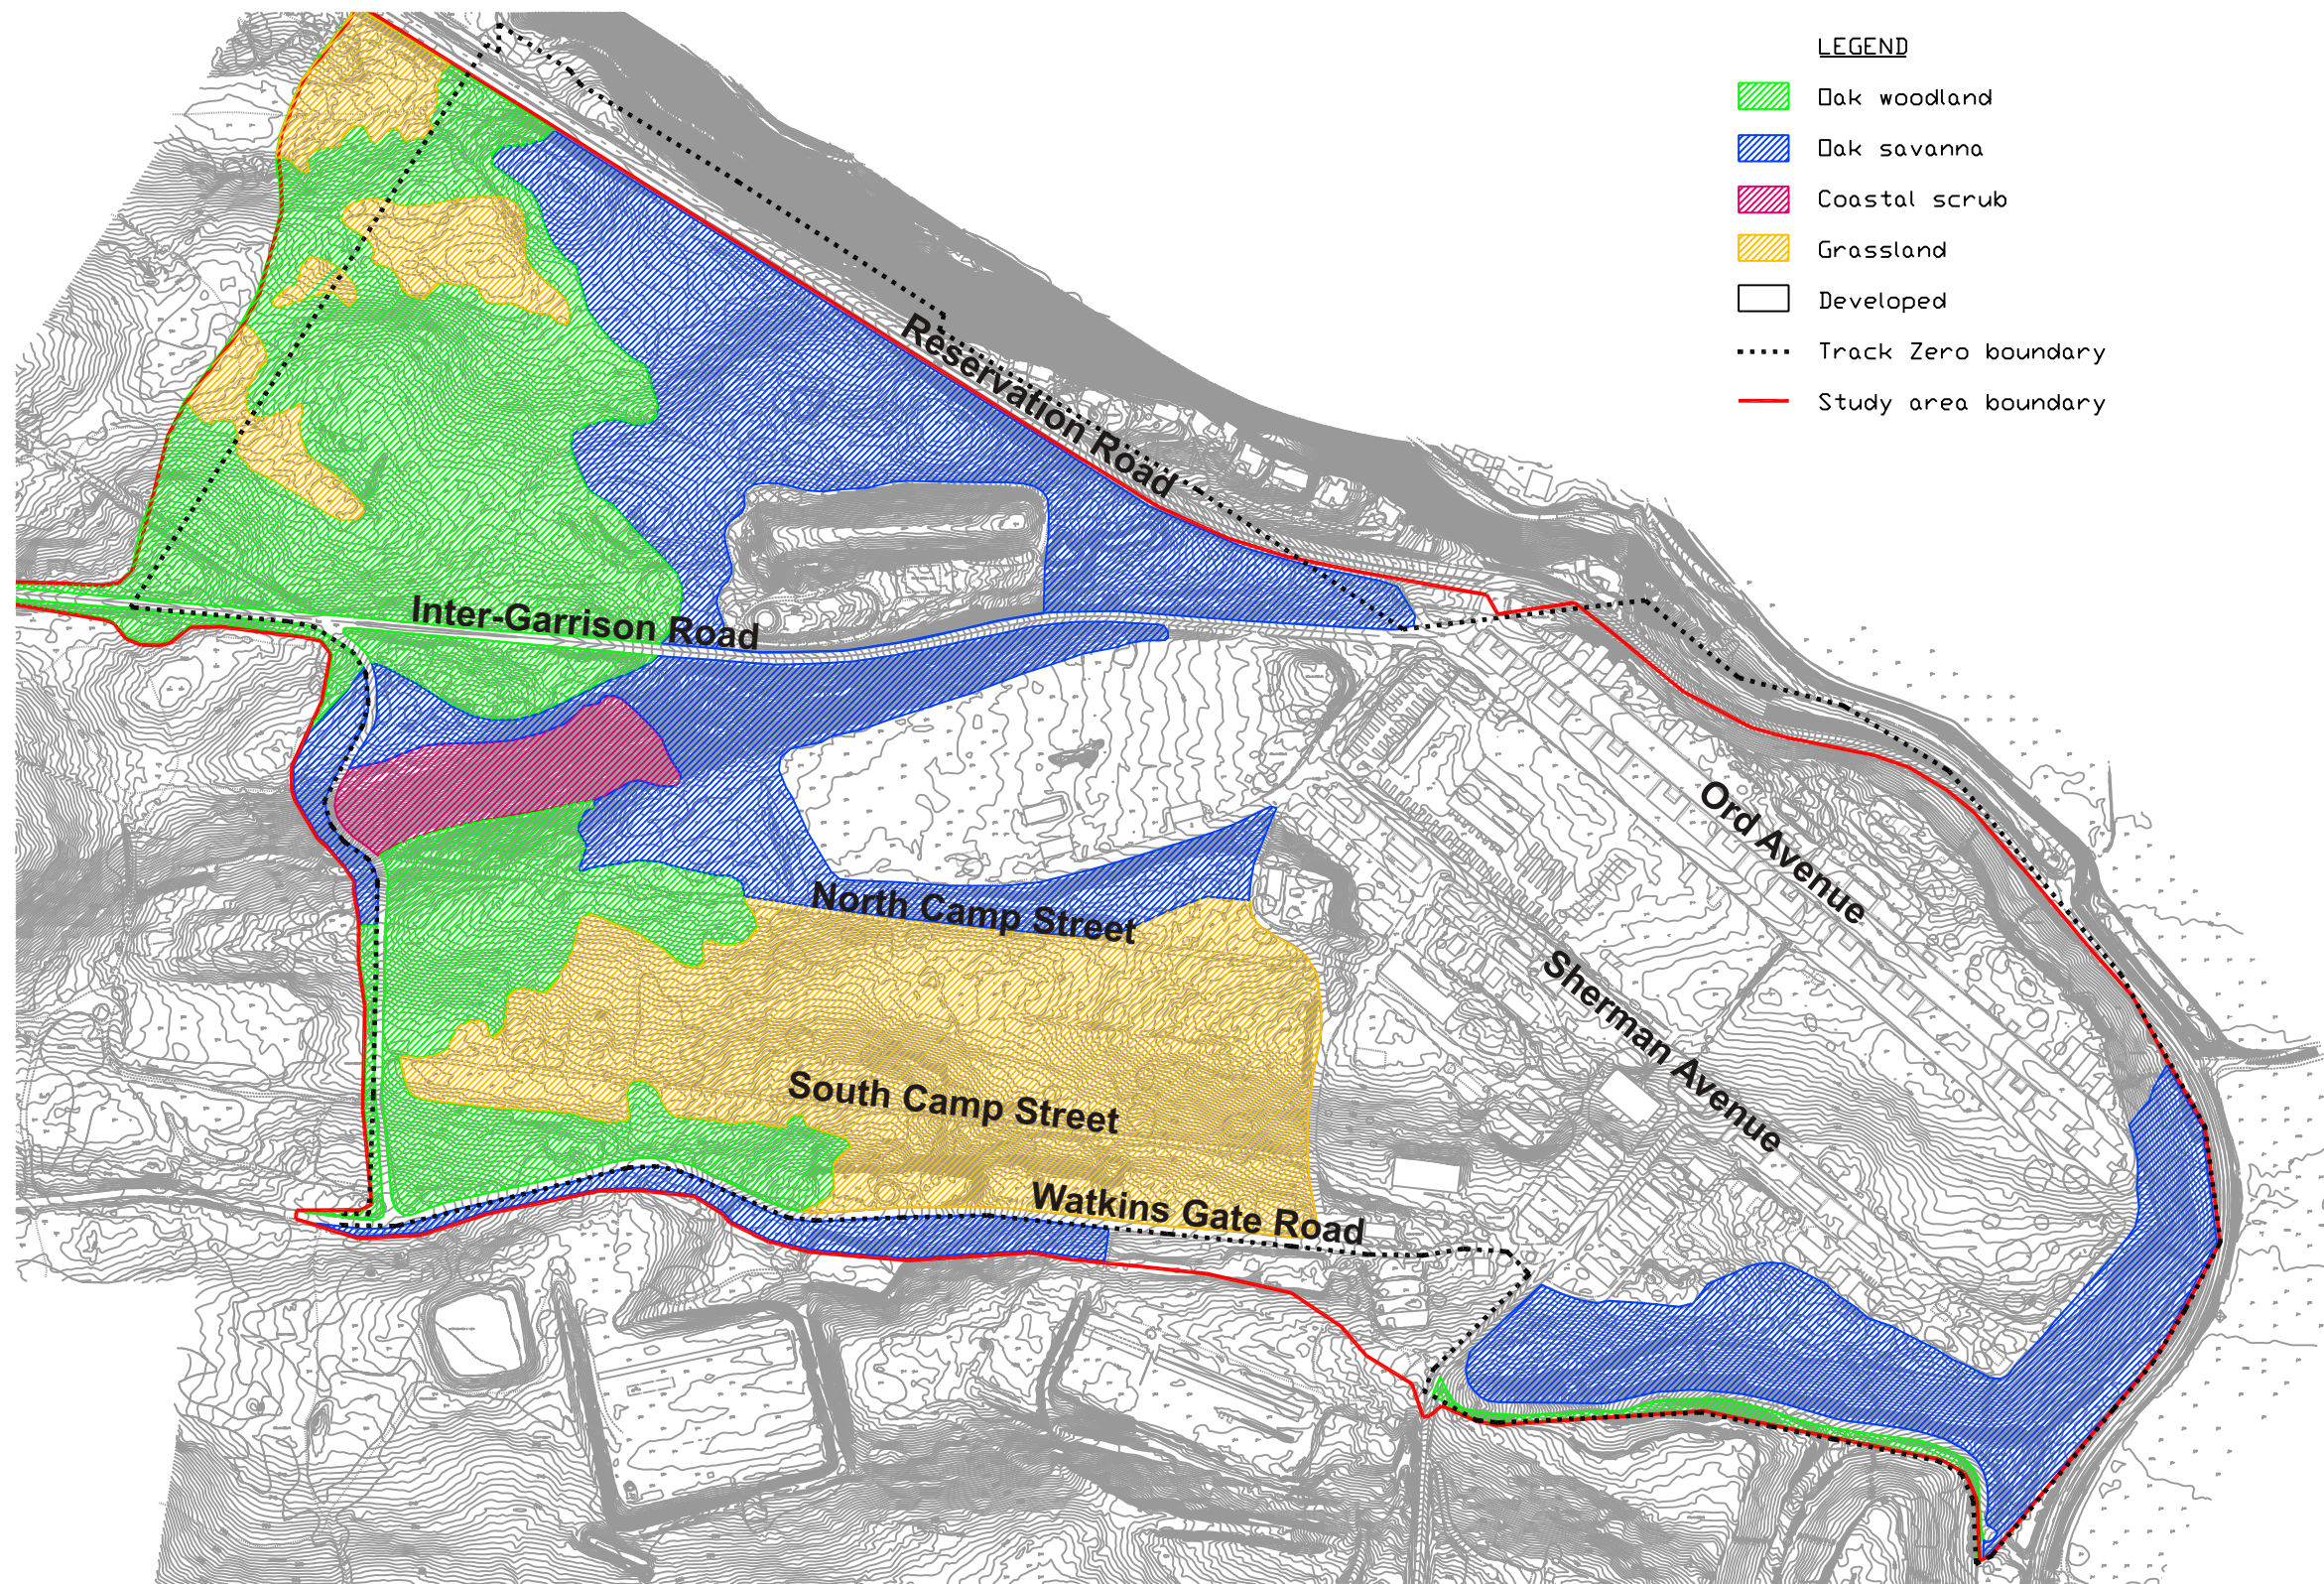 LEGEND
Oak woodland
Oak savanna
Coastal scrub
Grassland
Developed
Track Zero boundary
Study area boundary
Reservation Road
Inter-Garrison Road
Ord Avenue
North Camp Street
Sherman Avenue
South Camp Street
Watkins Gate Road